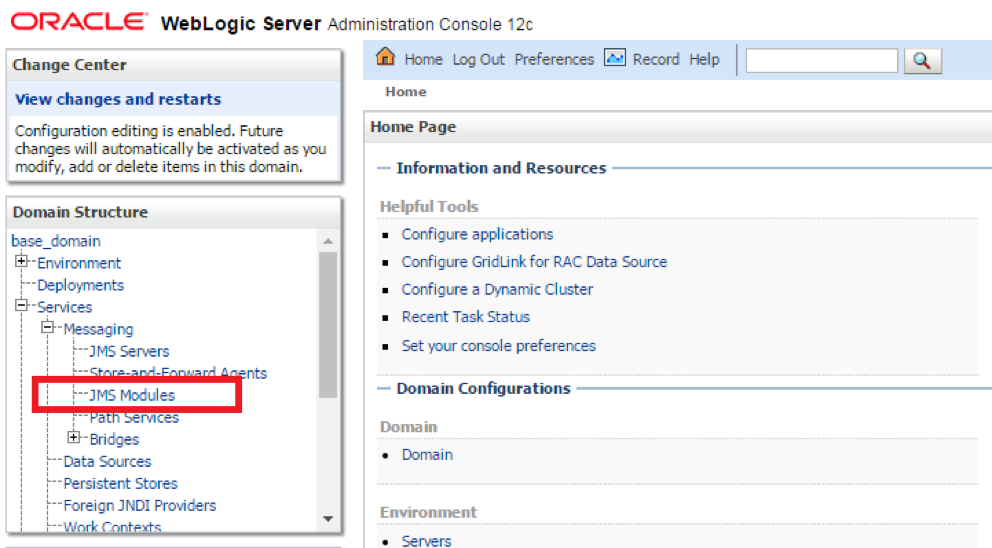 ORACLE WebLogic Server Administration Console 12c
Change Center
View changes and restarts
Configuration editing is enabled. Future
changes will automatically be activated as you
modify, add or delete items in this domain.
Domain Structure
base_domain
Environment
Deployments
Services
Messaging
JMS Servers
Store-and-Forward Agents
JMS Modules
Path Services
Bridges
Data Sources
Persistent Stores
Foreign JNDI Providers
Work Contexts
Home Log Out Preferences Record Help
Home
Home Page
Information and Resources
Helpful Tools
Configure applications
Configure GridLink for RAC Data Source
Configure a Dynamic Cluster
Recent Task Status
Set your console preferences
Domain Configurations
Domain
Domain
Environment
Servers